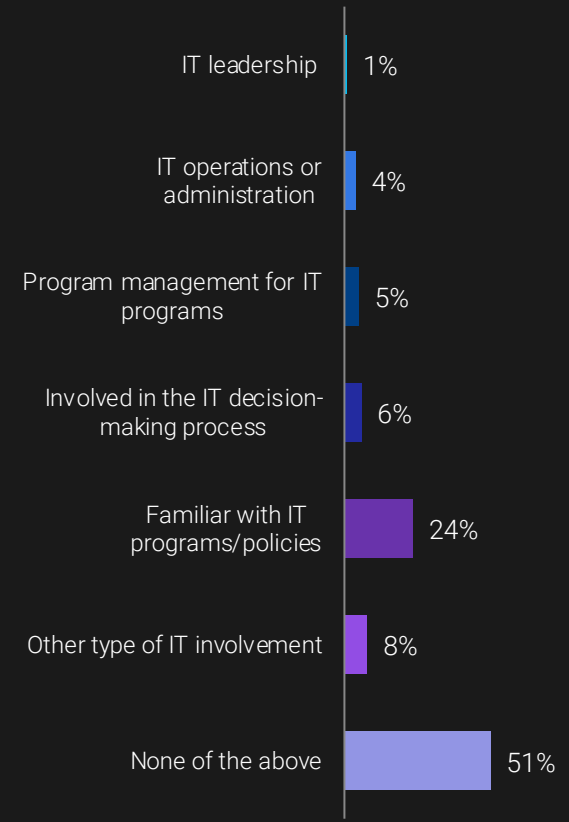 IT leadership 1%
IT operations or
administration 4%
Program management for IT
programs 5%
Involved in the IT decision-
making process 6%
Familiar with IT
programs/policies 24%
Other type of IT involvement 8%
None of the above 51%